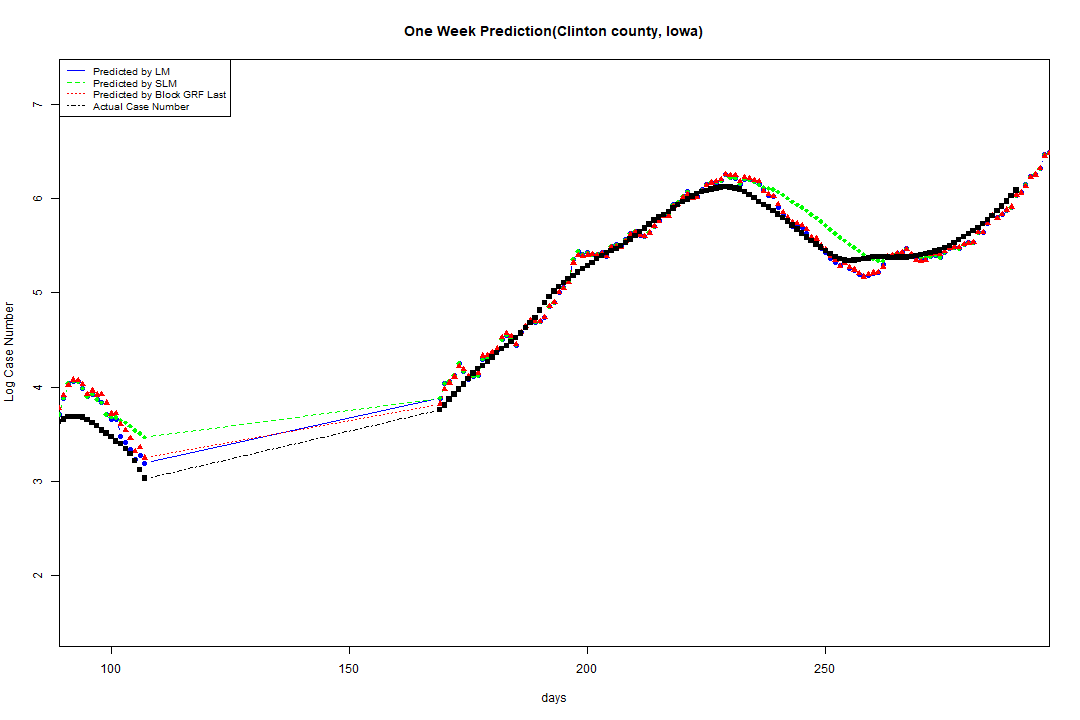 One Week Prediction(Clinton county, Iowa)
Predicted by LM
Predicted by SLM
Predicted by Block GRF Last
Actual Case Number
7
6
5
4
3
2
Log Case Number
100 150 200 250
days